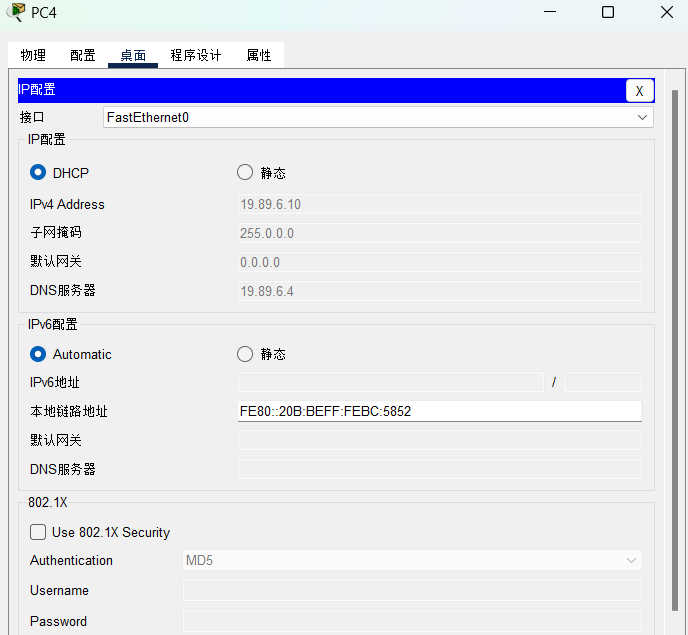 PC4
物理 配置 桌面 程序设计 属性
IP配置 X
接口 FastEthernet0
IP配置
DHCP 静态
IPv4 Address 19.89.6.10
子网掩码 255.0.0.0
默认网关 0.0.0.0
DNS服务器 19.89.6.4
IPv6配置
Automatic 静态
IPv6地址 /
本地链路地址 FE80::20B:BEFF:FEBC:5852
默认网关
DNS服务器
802.1X
Use 802.1X Security
Authentication MD5
Username
Password